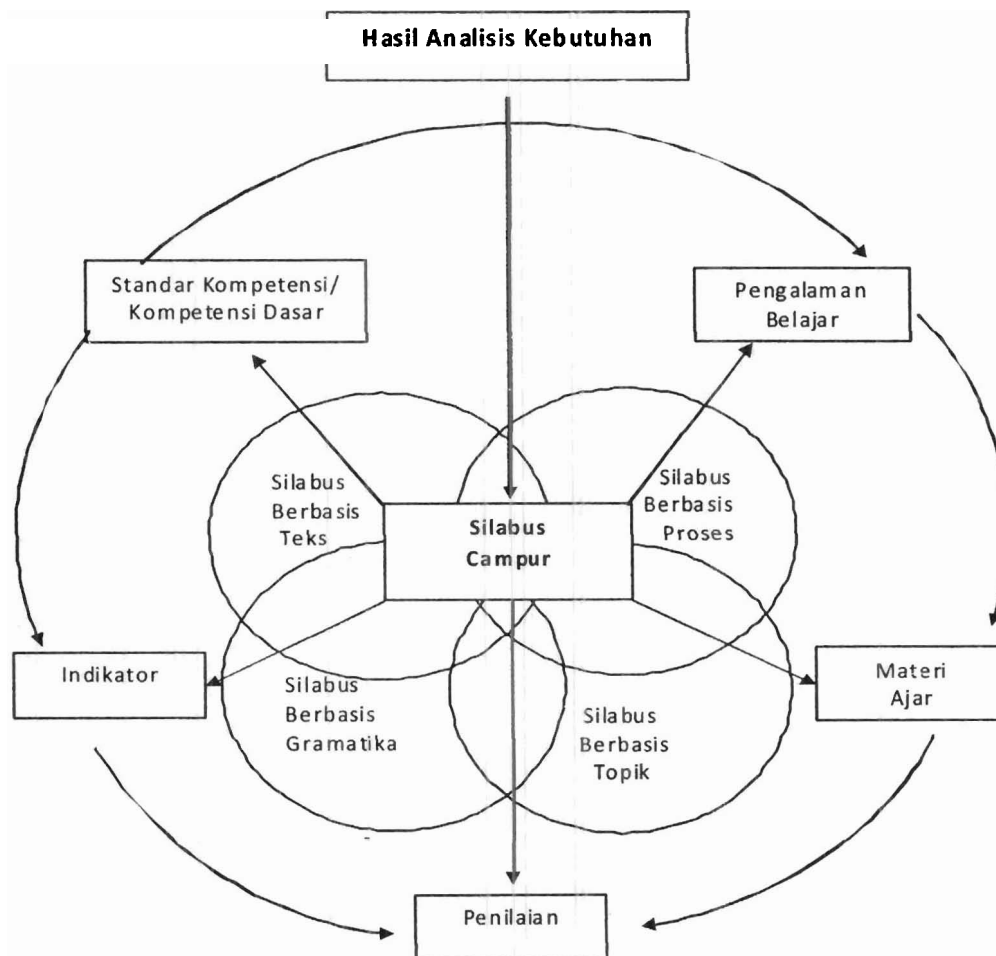 Hasil Analisis Kebutuhan
Standar Kompetensi/
Kompetensi Dasar
Pengalaman
Belajar
Silabus
Berbasis
Teks
Silabus
Berbasis
Proses
Silabus
Campur
Indikator
Materi
Ajar
Silabus
Berbasis
Gramatika
Silabus
Berbasis
Topik
Penilaian